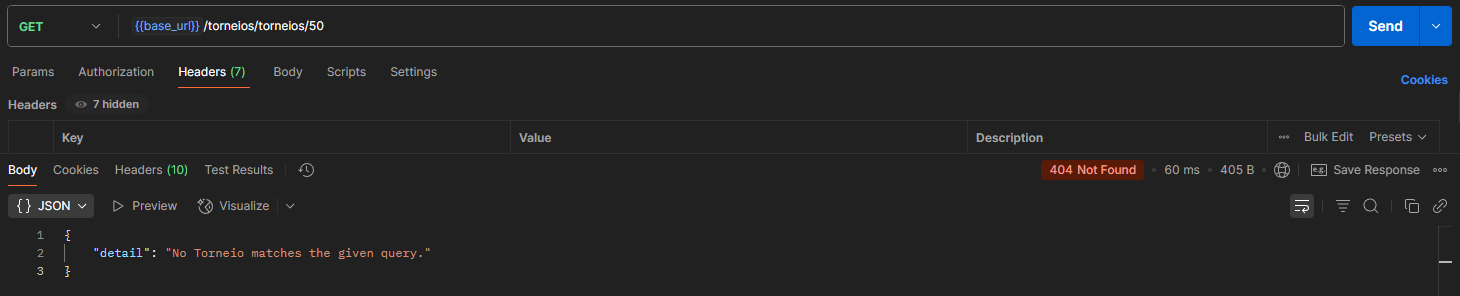 GET {{base_url}}/torneios/torneios/50 Send
Params Authorization Headers (7) Body Scripts Settings Cookies
Headers 7 hidden
Key Value Description ••• Bulk Edit Presets
Body Cookies Headers (10) Test Results 404 Not Found • 60 ms • 405 B e.g. Save Response •••
{} JSON Preview Visualize
1 {
2 "detail": "No Torneio matches the given query."
3 }